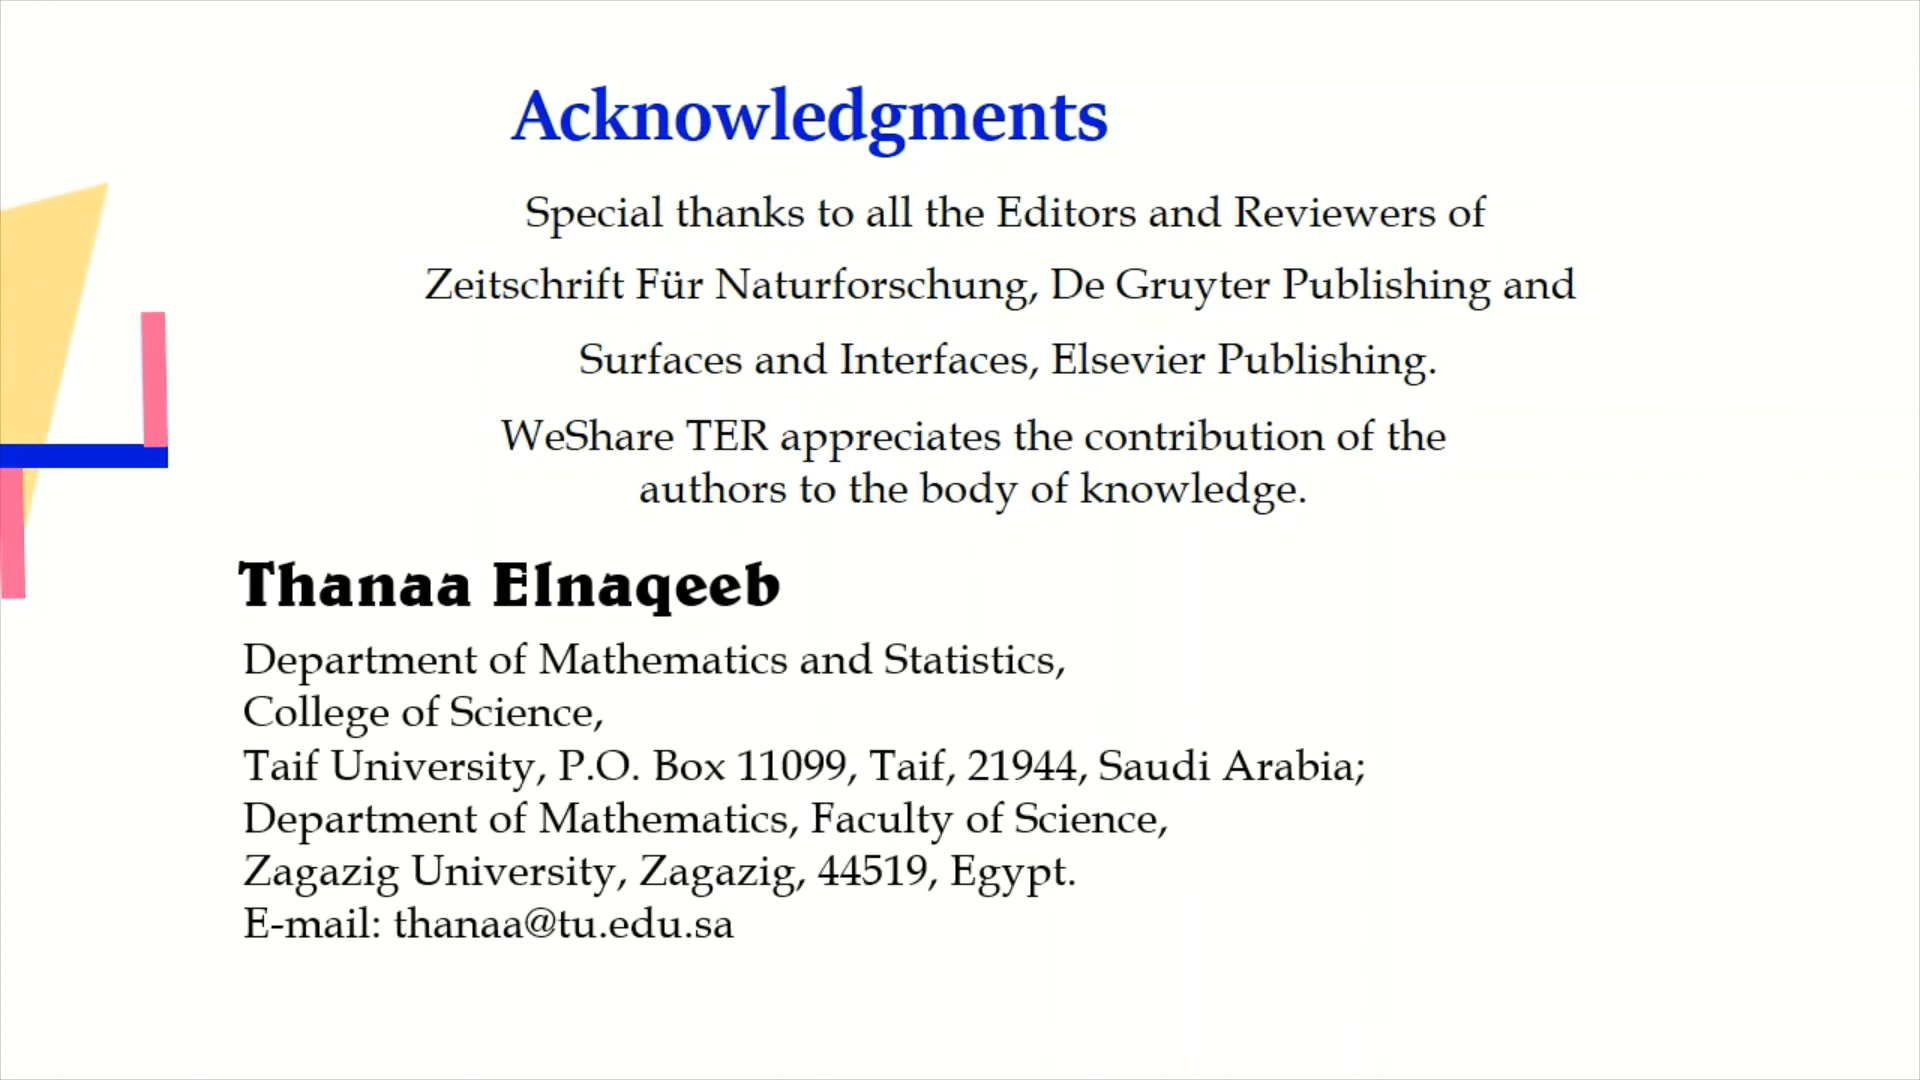 Acknowledgments
Special thanks to all the Editors and Reviewers of
Zeitschrift Für Naturforschung, De Gruyter Publishing and
Surfaces and Interfaces, Elsevier Publishing.
WeShare TER appreciates the contribution of the
authors to the body of knowledge.
Thanaa Elnaqeeb
Department of Mathematics and Statistics,
College of Science,
Taif University, P.O. Box 11099, Taif, 21944, Saudi Arabia;
Department of Mathematics, Faculty of Science,
Zagazig University, Zagazig, 44519, Egypt.
E-mail: thanaa@tu.edu.sa